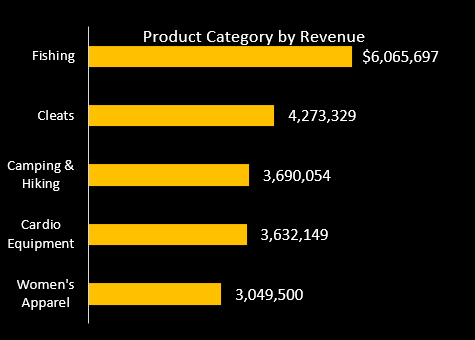 Product Category by Revenue
Fishing
$6,065,697
Cleats
4,273,329
Camping &
Hiking
3,690,054
Cardio
Equipment
3,632,149
Women's
Apparel
3,049,500